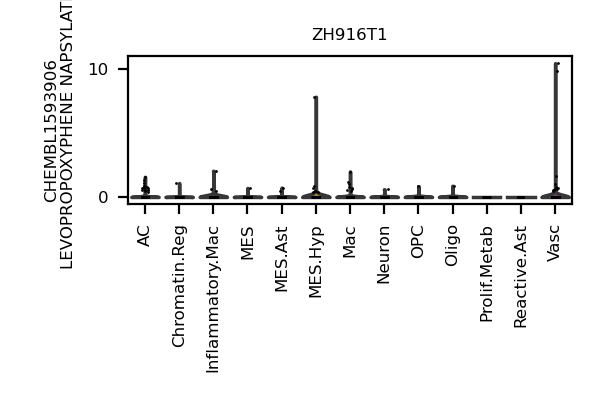 ZH916T1
CHEMBL1593906
LEVOPROPOXYPHENE
10
0
AC
Chromatin.Reg
Inflammatory.Mac
MES
MES.Ast
MES.Hyp
Mac
Neuron
OPC
Oligo
Prolif.Metab
Reactive.Ast
Vasc